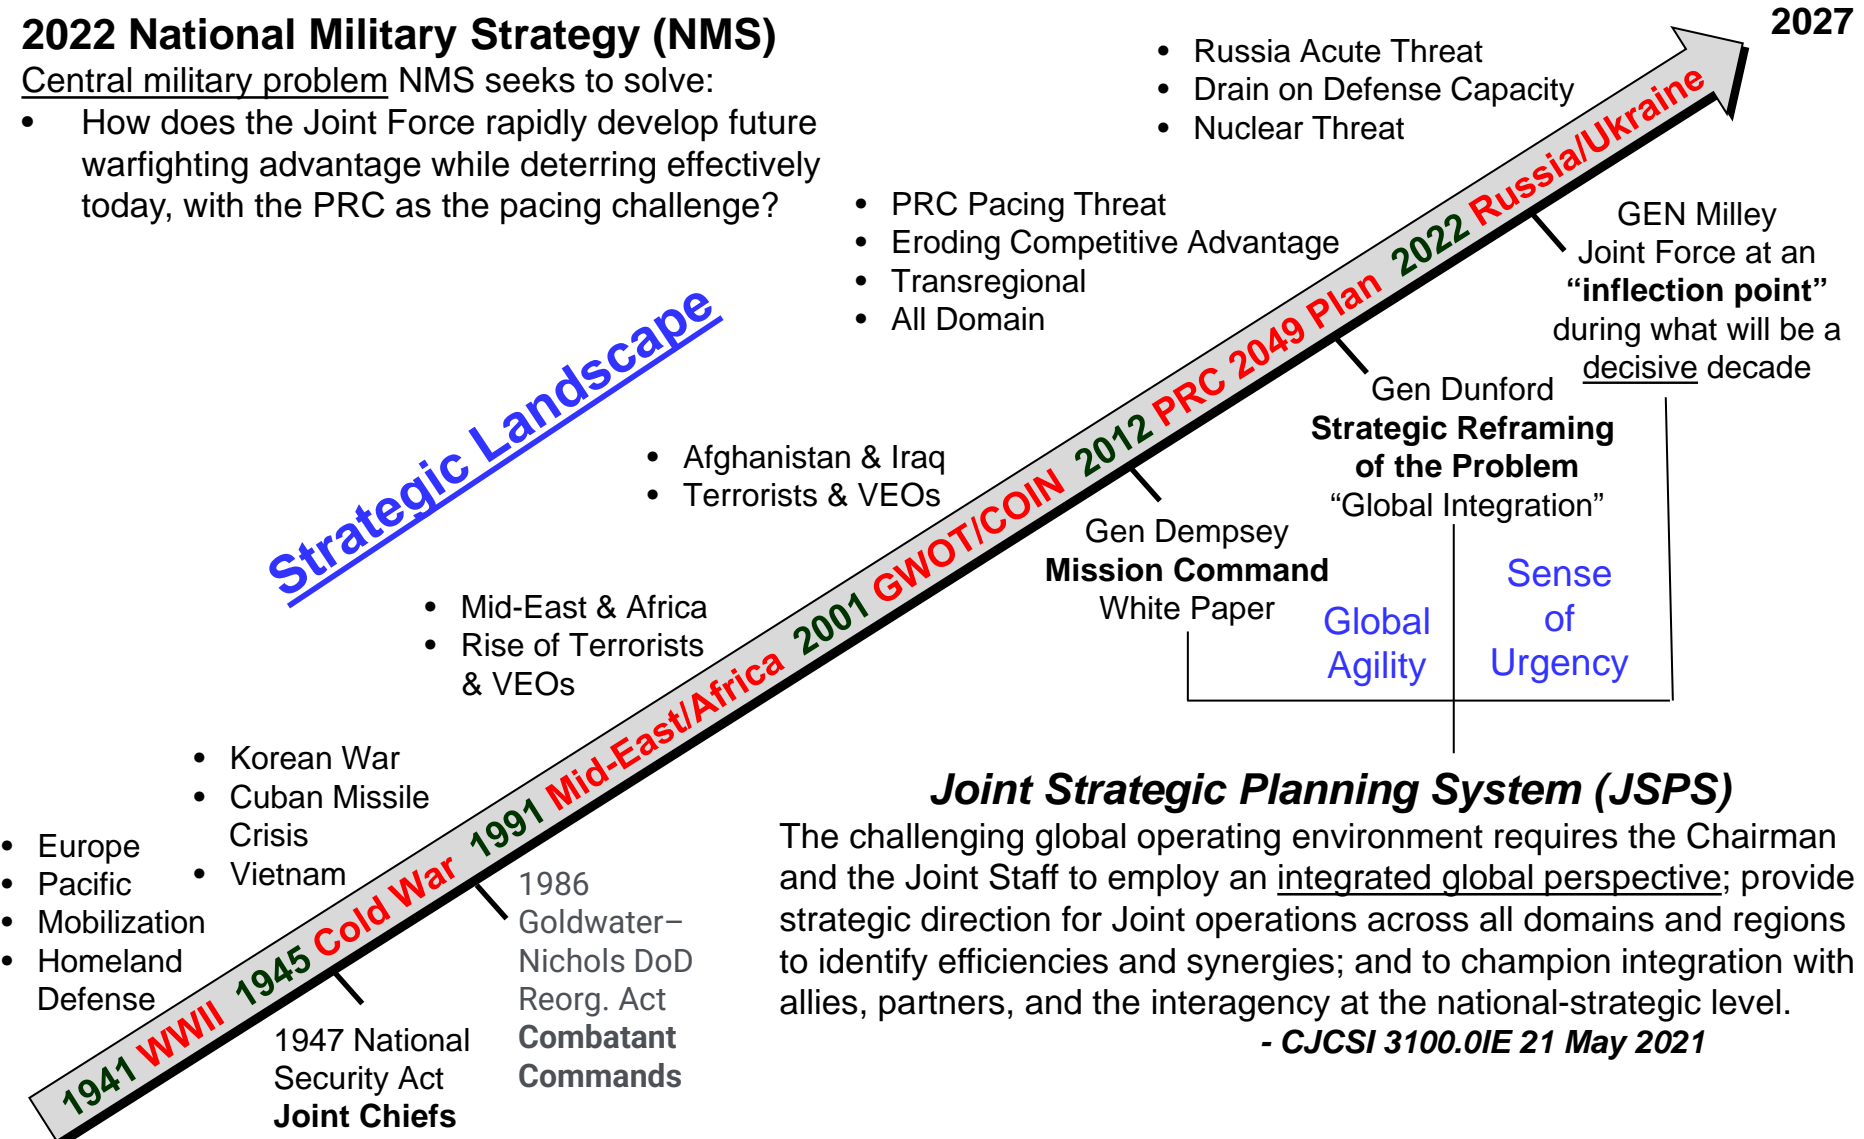 2022 National Military Strategy (NMS)
Central military problem NMS seeks to solve:
• How does the Joint Force rapidly develop future
warfighting advantage while deterring effectively
today, with the PRC as the pacing challenge?
2027
• Russia Acute Threat
• Drain on Defense Capacity
• Nuclear Threat
• PRC Pacing Threat
• Eroding Competitive Advantage
• Transregional
• All Domain
Strategic Landscape
• Afghanistan & Iraq
• Terrorists & VEOs
• Mid-East & Africa
• Rise of Terrorists
& VEOs
• Korean War
• Cuban Missile
Crisis
• Vietnam
• Europe
• Pacific
• Mobilization
• Homeland
Defense
1941 WWII 1945 Cold War 1991 Mid-East/Africa 2001 GWOT/COIN 2012 PRC 2049 Plan 2022 Russia/Ukraine
1947 National
Security Act
Joint Chiefs
1986
Goldwater–
Nichols DoD
Reorg. Act
Combatant
Commands
Gen Dempsey
Mission Command
White Paper
Gen Dunford
Strategic Reframing
of the Problem
“Global Integration”
GEN Milley
Joint Force at an
“inflection point”
during what will be a
decisive decade
Global
Agility
Sense
of
Urgency
Joint Strategic Planning System (JSPS)
The challenging global operating environment requires the Chairman
and the Joint Staff to employ an integrated global perspective; provide
strategic direction for Joint operations across all domains and regions
to identify efficiencies and synergies; and to champion integration with
allies, partners, and the interagency at the national-strategic level.
- CJCSI 3100.0IE 21 May 2021